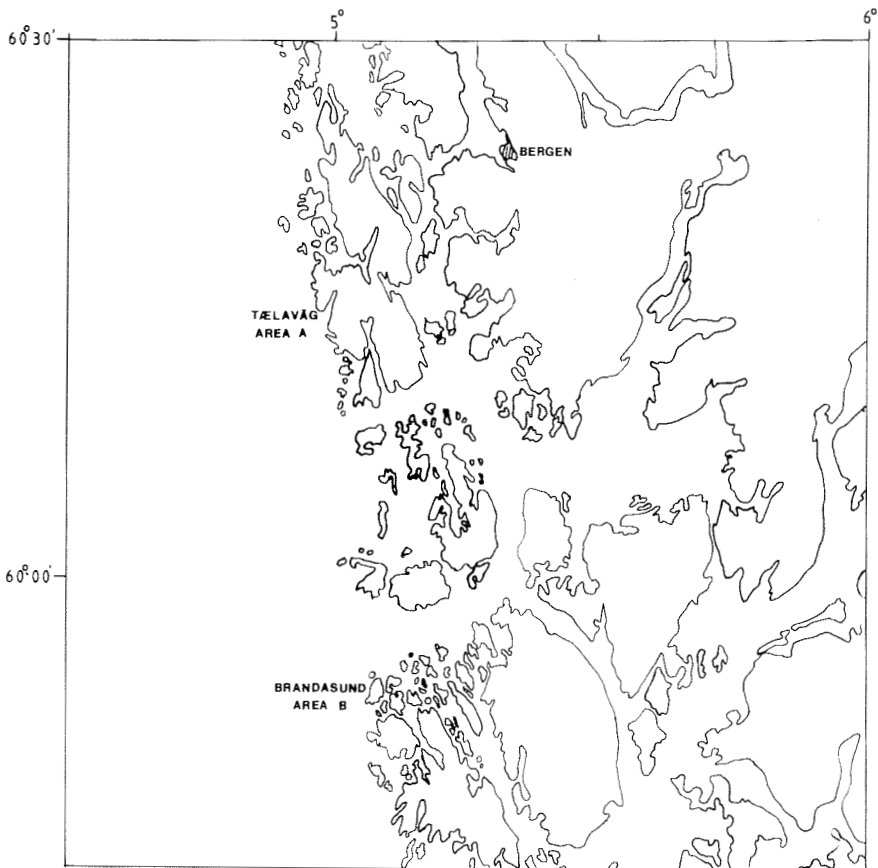 5° 6°
60°30'
BERGEN
TÆLAVÅG
AREA A
60°00'
BRANDASUND
AREA B